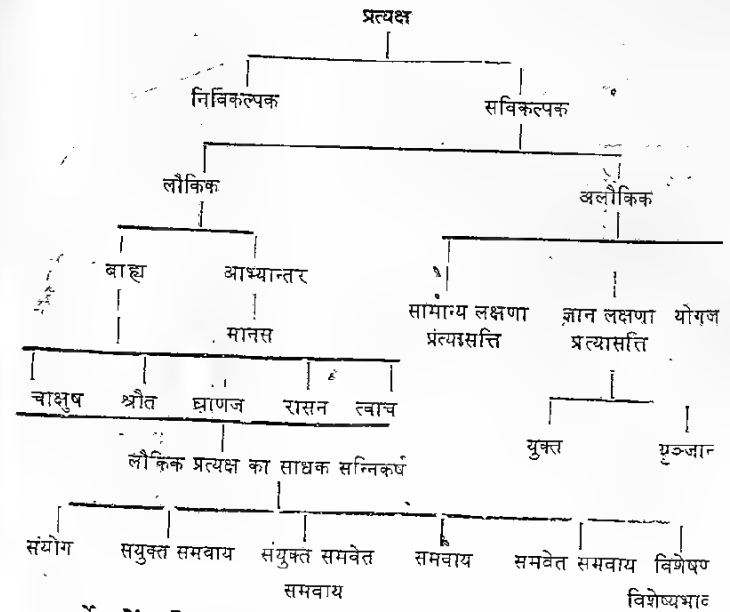 प्रत्यक्ष
निविकल्पक सविकल्पक
लौकिक अलौकिक
बाह्य आभ्यान्तर
सामान्य लक्षणा ज्ञान लक्षणा योगज
मानस प्रंत्यासत्ति प्रत्यासत्ति
चाक्षुष श्रौत घ्राणज रासन त्वाच
युक्त युञ्जान
लौकिक प्रत्यक्ष का साधक सन्निकर्ष
संयोग सयुक्त समवाय संयुक्त समवेत समवाय समवेत समवाय विशेषण
समवाय विशेष्यभाव